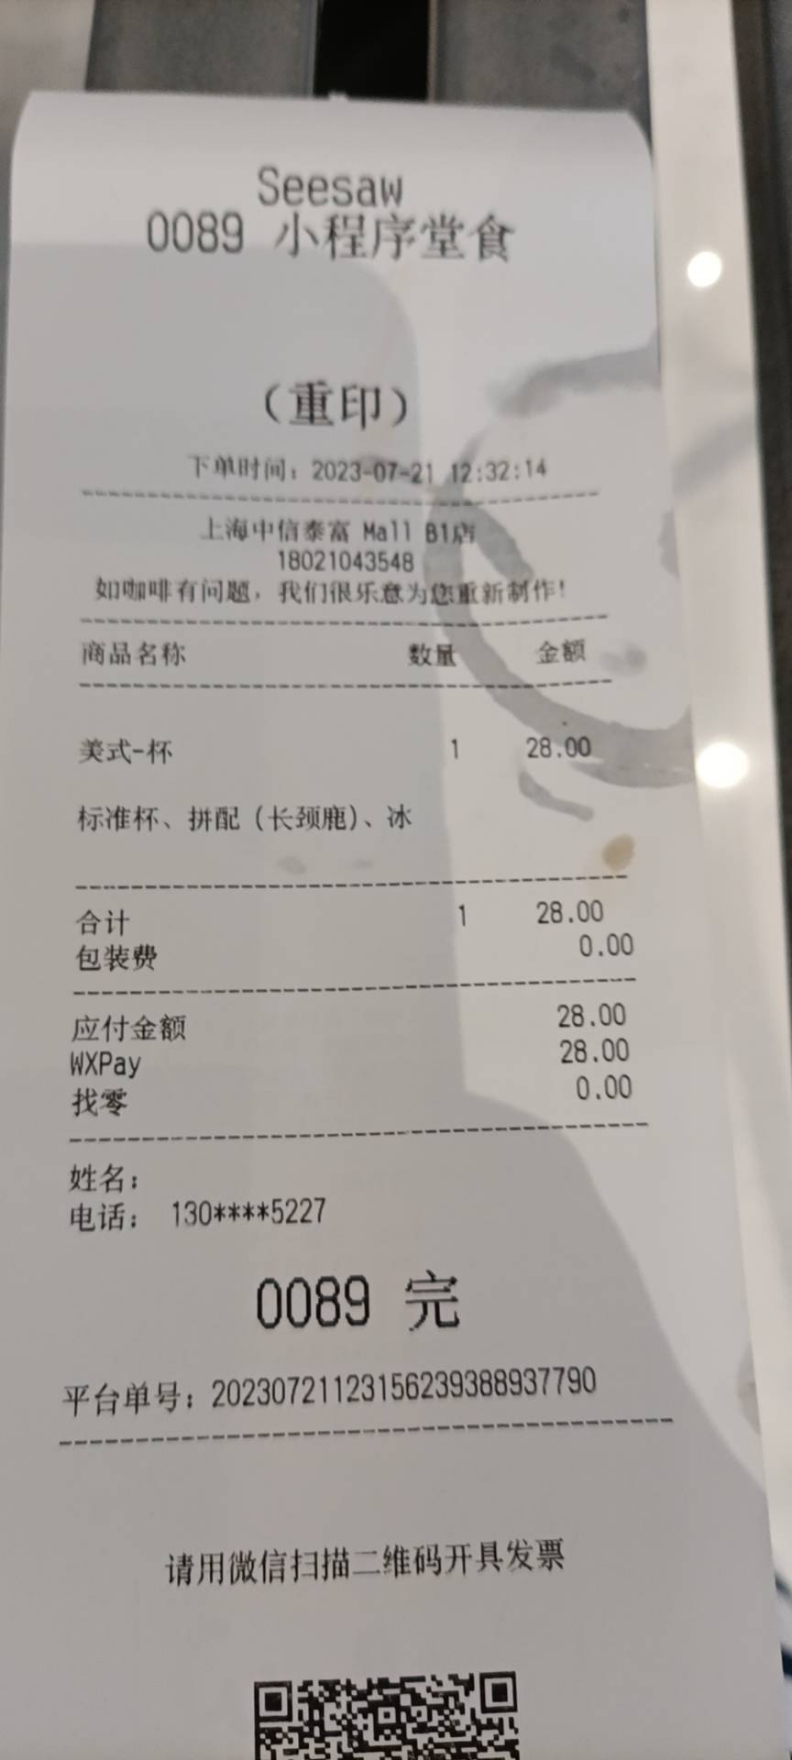 Seesaw
0089 小程序堂食
（重印）
下单时间：2023-07-21 12:32:14
上海中信泰富 Mall B1店
18021043548
如咖啡有问题，我们很乐意为您重新制作！
商品名称 数量 金额
美式-杯 1 28.00
标准杯、拼配（长颈鹿）、冰
合计 1 28.00
包装费 0.00
应付金额 28.00
WXPay 28.00
找零 0.00
姓名：
电话： 130****5227
0089 完
平台单号：20230721123156239388937790
请用微信扫描二维码开具发票